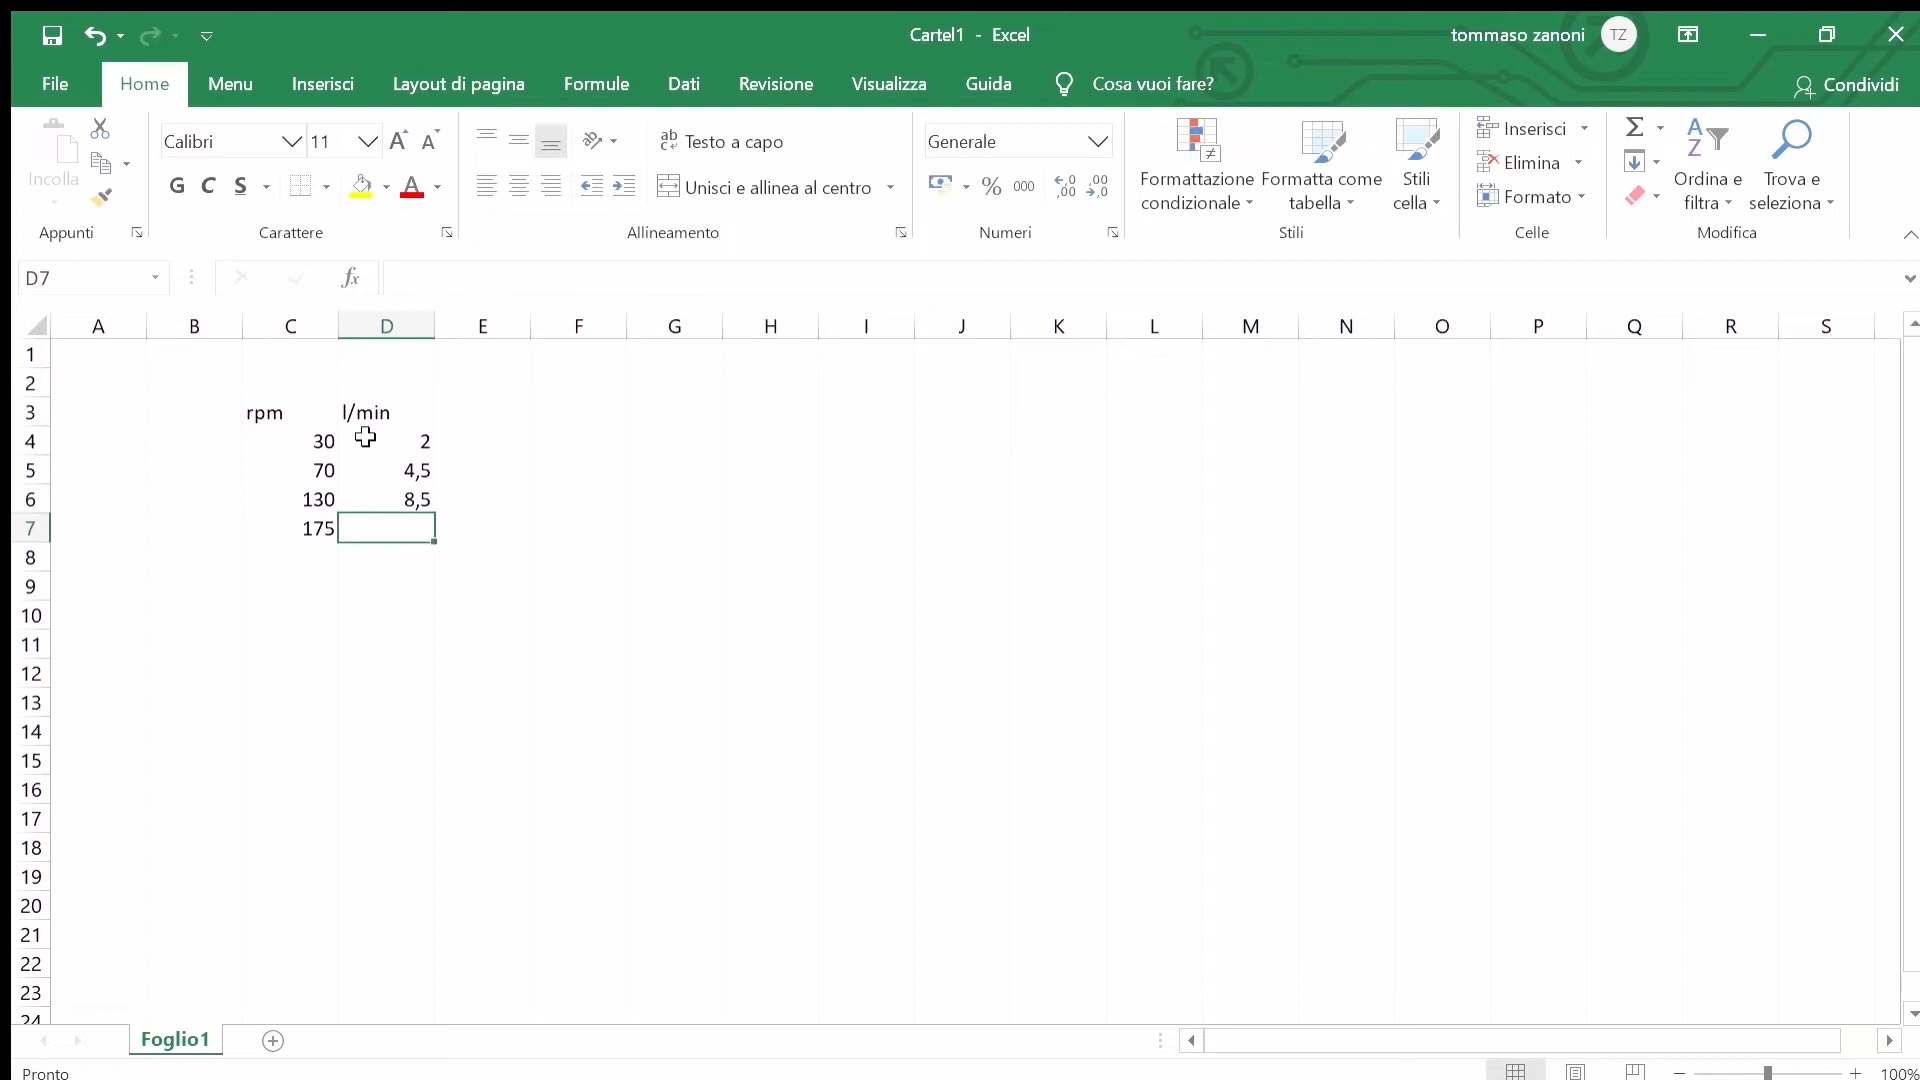 Cartel1 - Excel
tommaso zanoni TZ
File Home Menu Inserisci Layout di pagina Formule Dati Revisione Visualizza Guida Cosa vuoi fare? Condividi
Incolla
Appunti
Calibri 11
G C S
Carattere
ab Testo a capo
Unisci e allinea al centro
Allineamento
Generale
% 000
Numeri
Formattazione condizionale
Formatta come tabella
Stili cella
Stili
Inserisci
Elimina
Formato
Celle
Ordina e filtra
Trova e seleziona
Modifica
D7 fx
A B C D E F G H I J K L M N O P Q R S
1
2
3 rpm l/min
4 30 2
5 70 4,5
6 130 8,5
7 175
8
9
10
11
12
13
14
15
16
17
18
19
20
21
22
23
24
Foglio1
Pronto 100%